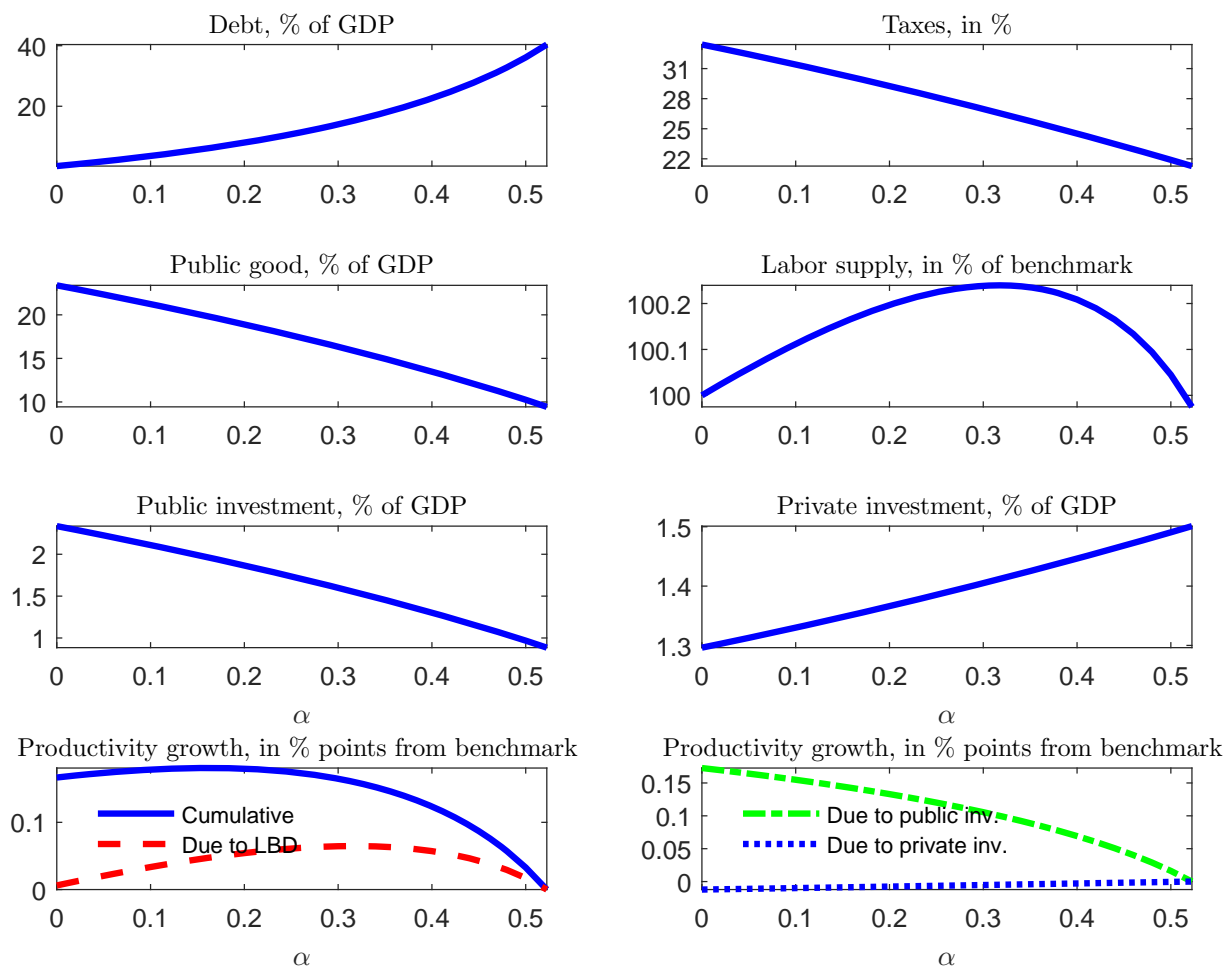 Debt, % of GDP
40
20
0 0.1 0.2 0.3 0.4 0.5
Taxes, in %
31
28
25
22
0 0.1 0.2 0.3 0.4 0.5
Public good, % of GDP
20
15
10
0 0.1 0.2 0.3 0.4 0.5
Labor supply, in % of benchmark
100.2
100.1
100
0 0.1 0.2 0.3 0.4 0.5
Public investment, % of GDP
2
1.5
1
0 0.1 0.2 0.3 0.4 0.5
α
Private investment, % of GDP
1.5
1.4
1.3
0 0.1 0.2 0.3 0.4 0.5
α
Productivity growth, in % points from benchmark
0.1
0
Cumulative
Due to LBD
0 0.1 0.2 0.3 0.4 0.5
α
Productivity growth, in % points from benchmark
0.15
0.1
0.05
0
Due to public inv.
Due to private inv.
0 0.1 0.2 0.3 0.4 0.5
α